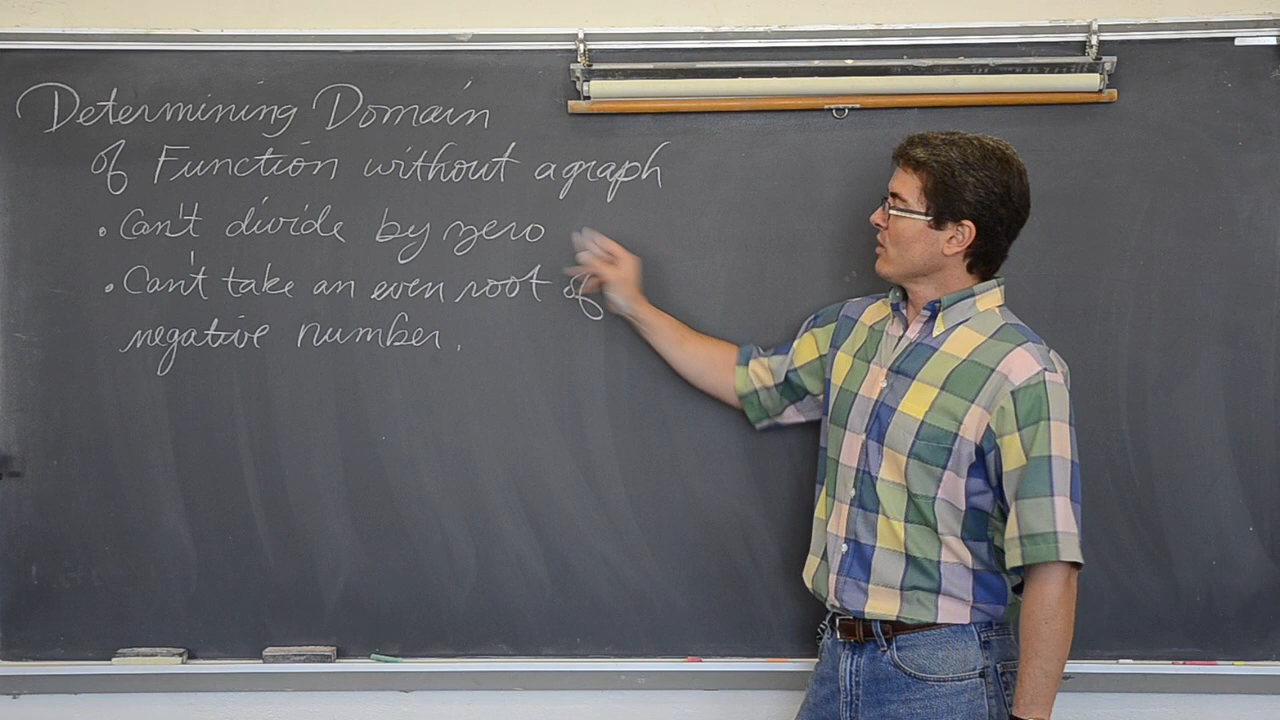 Determining Domain
of Function without a graph
• Can't divide by zero
• Can't take an even root of
negative number.